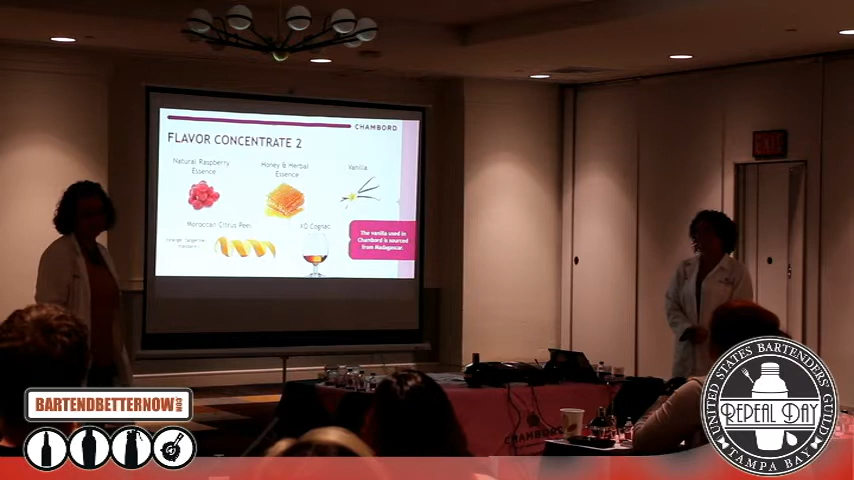 CHAMBORD
FLAVOR CONCENTRATE 2
Natural Raspberry
Essence
Honey & Herbal
Essence
Vanilla
Moroccan Citrus Peel
XO Cognac
The vanilla used in
Chambord is sourced
from Madagascar.
EXIT
CHAMBORD
BARTENDBETTERNOW.COM
UNITED STATES BARTENDERS' GUILD
REPEAL DAY
TAMPA BAY